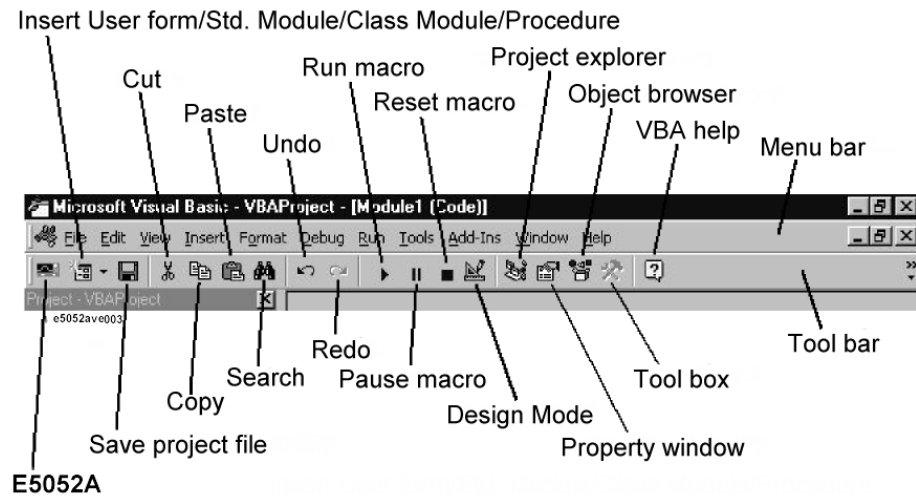 Insert User form/Std. Module/Class Module/Procedure
Project explorer
Run macro
Cut
Object browser
Reset macro
Paste
VBA help
Undo
Menu bar
Microsoft Visual Basic - VBAProject - [Module1 (Code)]
File Edit View Insert Format Debug Run Tools Add-Ins Window Help
Project - VBAProject
e5052ave003
Redo
Tool bar
Search
Pause macro
Tool box
Copy
Design Mode
Save project file
Property window
E5052A